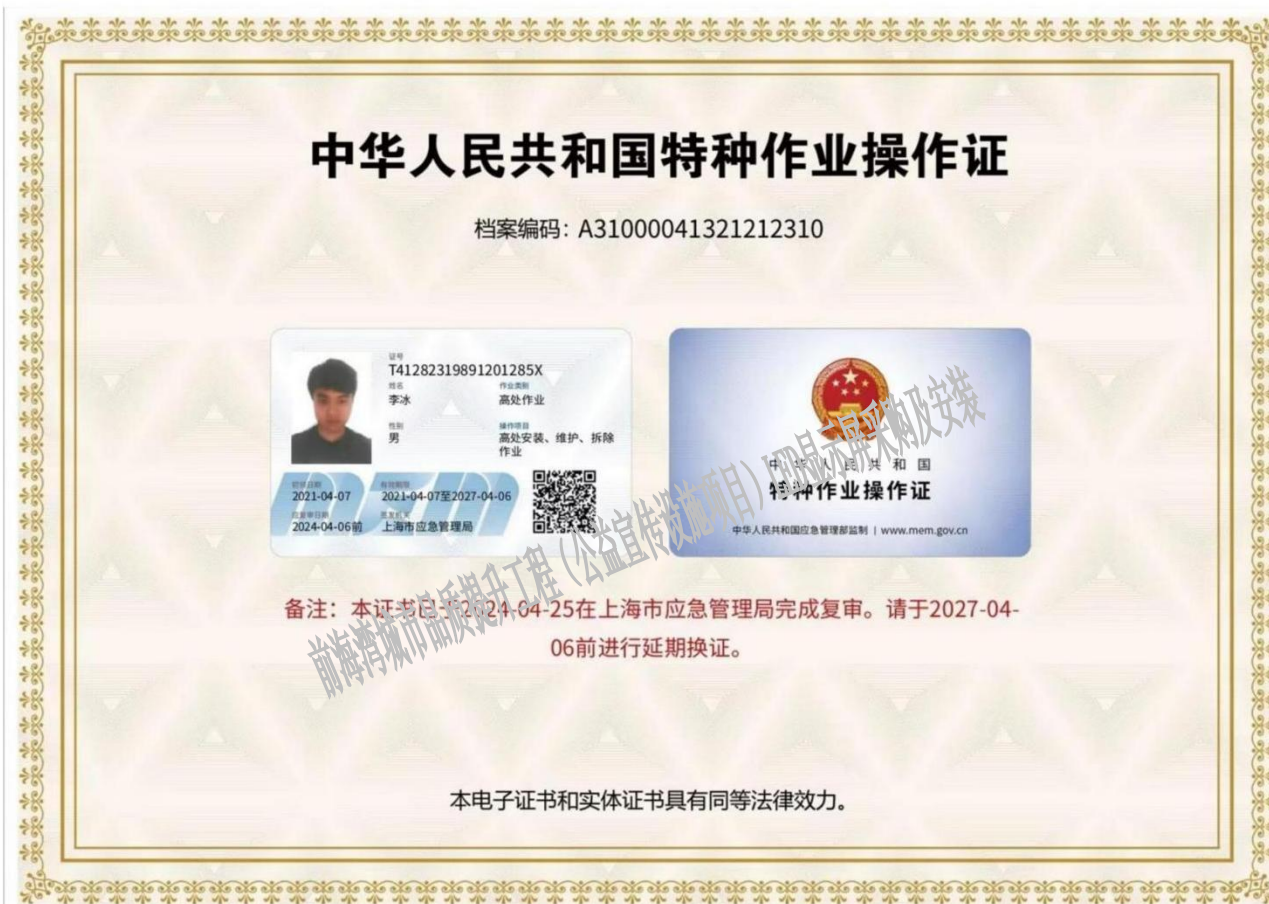 中华人民共和国特种作业操作证
档案编码：A31000041321212310
证号
T41282319891201285X
姓名
李冰
作业类别
高处作业
性别
男
操作项目
高处安装、维护、拆除
作业
初领日期
2021-04-07
有效期限
2021-04-07至2027-04-06
应复审日期
2024-04-06前
签发机关
上海市应急管理局
中华人民共和国
特种作业操作证
中华人民共和国应急管理部监制 | www.mem.gov.cn
前海湾城市品质提升工程（公益宣传设施项目）LED显示屏采购及安装
备注：本证书已于2024-04-25在上海市应急管理局完成复审。请于2027-04-
06前进行延期换证。
本电子证书和实体证书具有同等法律效力。